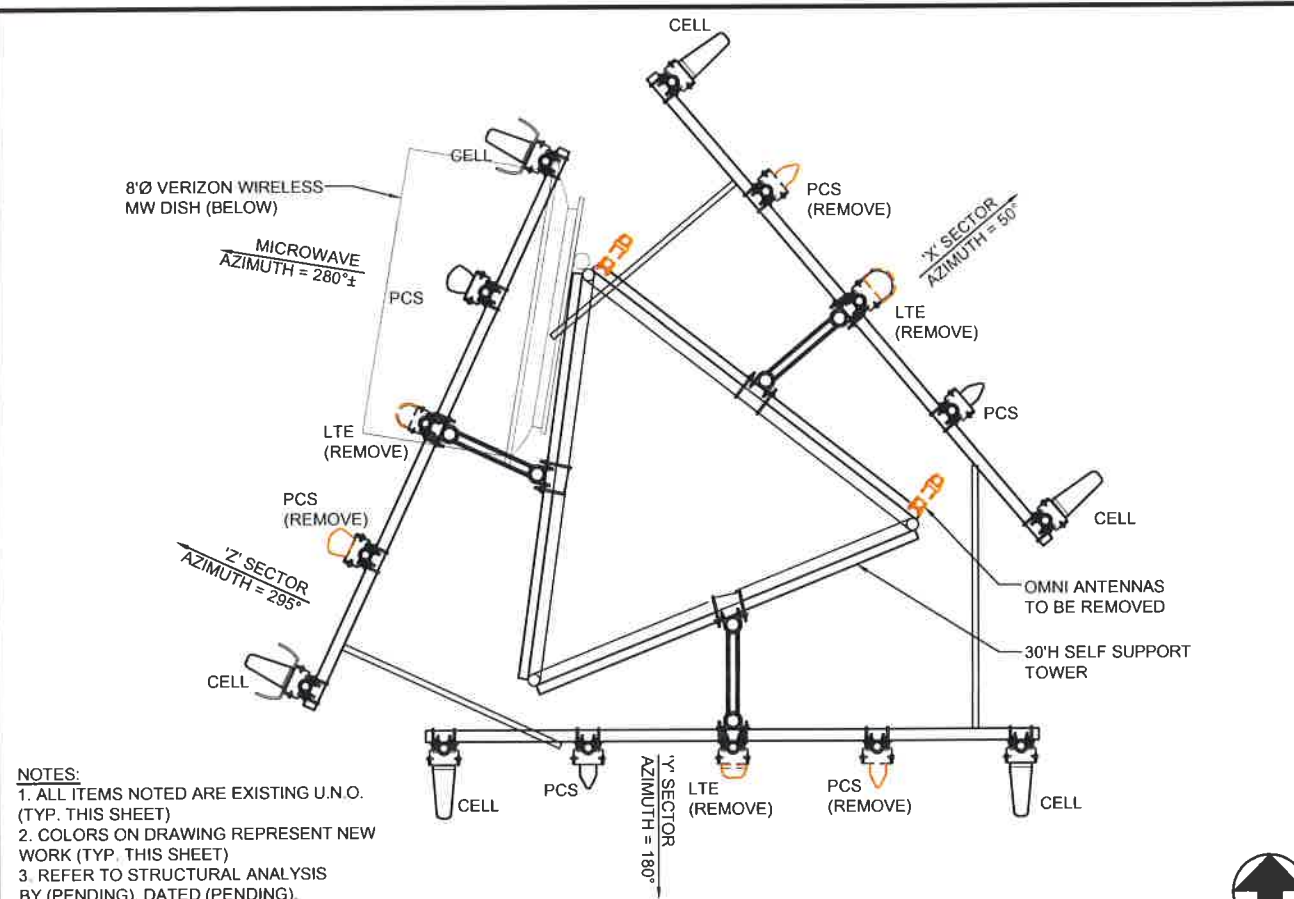 CELL
CELL
8'Ø VERIZON WIRELESS
MW DISH (BELOW)
PCS
(REMOVE)
'X' SECTOR
AZIMUTH = 50°
MICROWAVE
AZIMUTH = 280°±
PCS
LTE
(REMOVE)
PCS
LTE
(REMOVE)
PCS
(REMOVE)
CELL
'Z' SECTOR
AZIMUTH = 295°
OMNI ANTENNAS
TO BE REMOVED
30'H SELF SUPPORT
TOWER
CELL
'Y' SECTOR
AZIMUTH = 180°
CELL
PCS
LTE
(REMOVE)
PCS
(REMOVE)
CELL
NOTES:
1. ALL ITEMS NOTED ARE EXISTING U.N.O.
(TYP. THIS SHEET)
2. COLORS ON DRAWING REPRESENT NEW
WORK (TYP. THIS SHEET)
3. REFER TO STRUCTURAL ANALYSIS
BY (PENDING), DATED (PENDING).